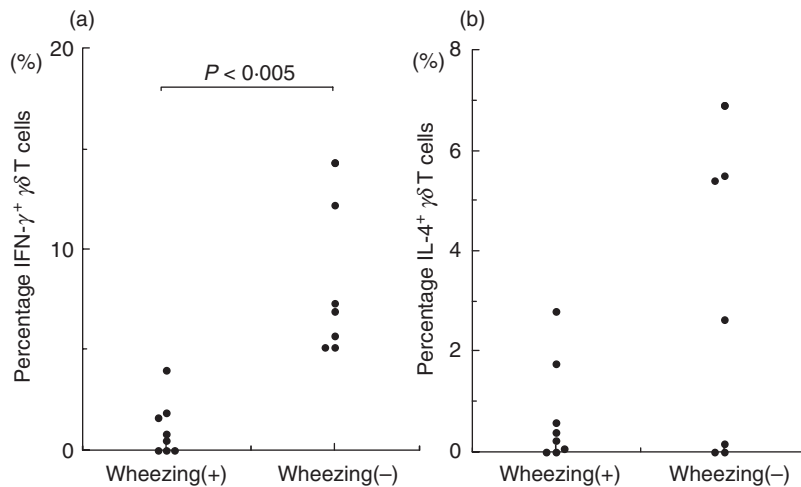 (a)
(%)
20
10
0
Percentage IFN-γ⁺ γδ T cells
P < 0·005
Wheezing(+)
Wheezing(–)
(b)
(%)
8
6
4
2
0
Percentage IL-4⁺ γδ T cells
Wheezing(+)
Wheezing(–)